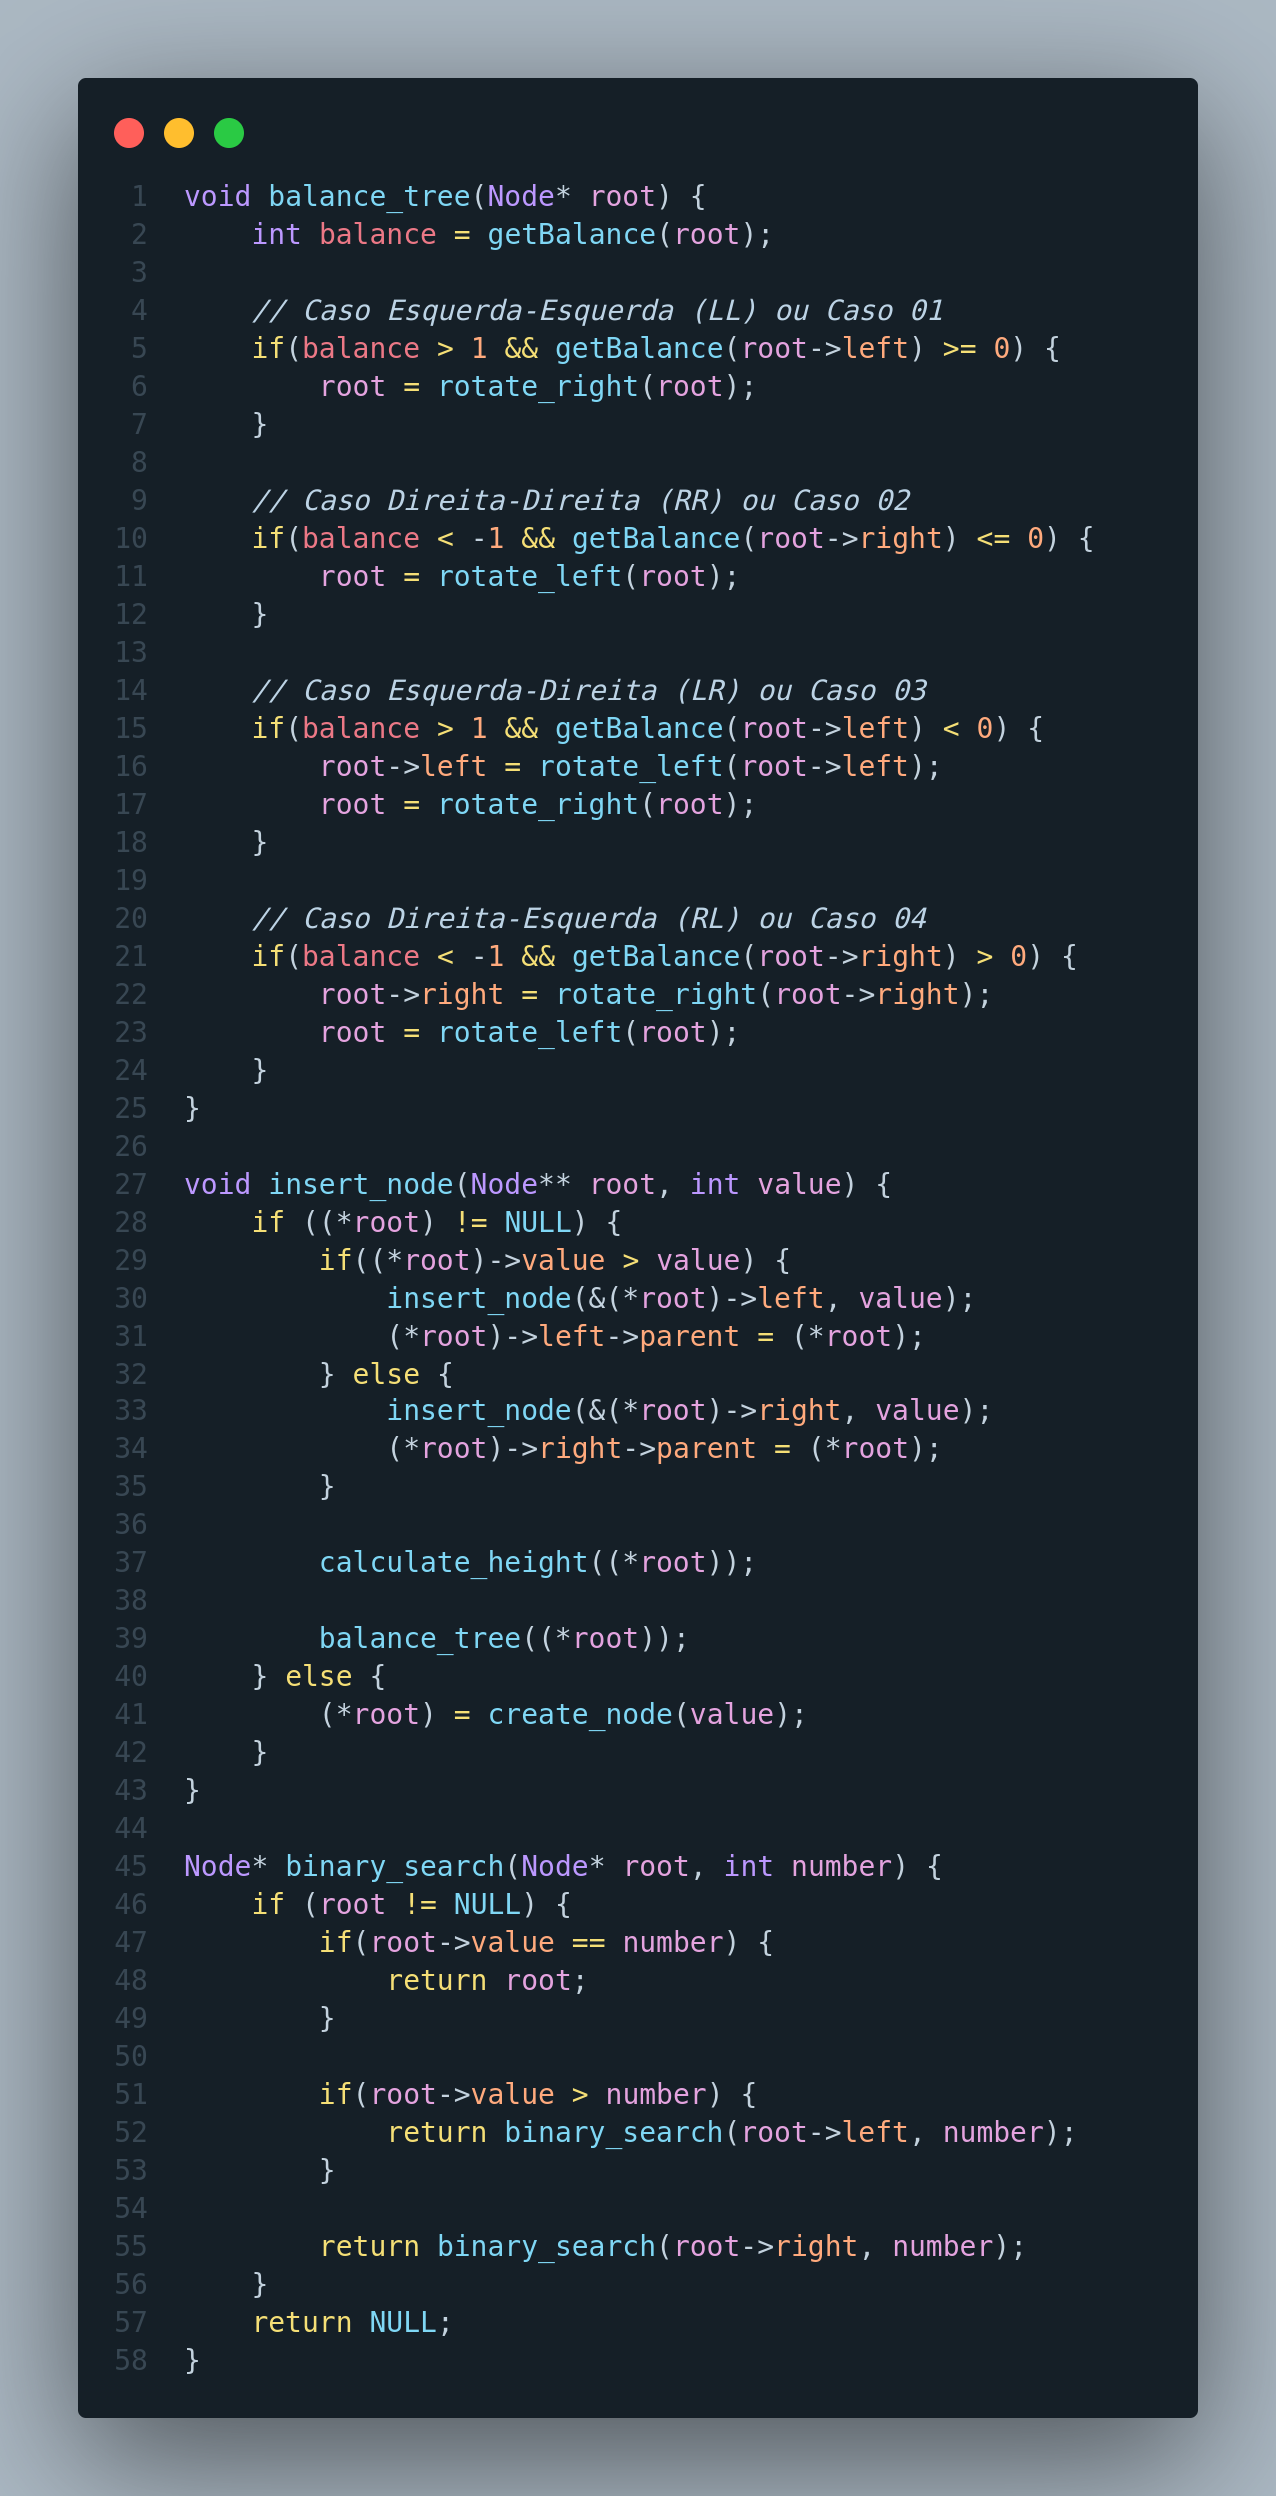 1 void balance_tree(Node* root) {
2     int balance = getBalance(root);
3
4     // Caso Esquerda-Esquerda (LL) ou Caso 01
5     if(balance > 1 && getBalance(root->left) >= 0) {
6         root = rotate_right(root);
7     }
8
9     // Caso Direita-Direita (RR) ou Caso 02
10     if(balance < -1 && getBalance(root->right) <= 0) {
11         root = rotate_left(root);
12     }
13
14     // Caso Esquerda-Direita (LR) ou Caso 03
15     if(balance > 1 && getBalance(root->left) < 0) {
16         root->left = rotate_left(root->left);
17         root = rotate_right(root);
18     }
19
20     // Caso Direita-Esquerda (RL) ou Caso 04
21     if(balance < -1 && getBalance(root->right) > 0) {
22         root->right = rotate_right(root->right);
23         root = rotate_left(root);
24     }
25 }
26
27 void insert_node(Node** root, int value) {
28     if ((*root) != NULL) {
29         if((*root)->value > value) {
30             insert_node(&(*root)->left, value);
31             (*root)->left->parent = (*root);
32         } else {
33             insert_node(&(*root)->right, value);
34             (*root)->right->parent = (*root);
35         }
36
37         calculate_height((*root));
38
39         balance_tree((*root));
40     } else {
41         (*root) = create_node(value);
42     }
43 }
44
45 Node* binary_search(Node* root, int number) {
46     if (root != NULL) {
47         if(root->value == number) {
48             return root;
49         }
50
51         if(root->value > number) {
52             return binary_search(root->left, number);
53         }
54
55         return binary_search(root->right, number);
56     }
57     return NULL;
58 }